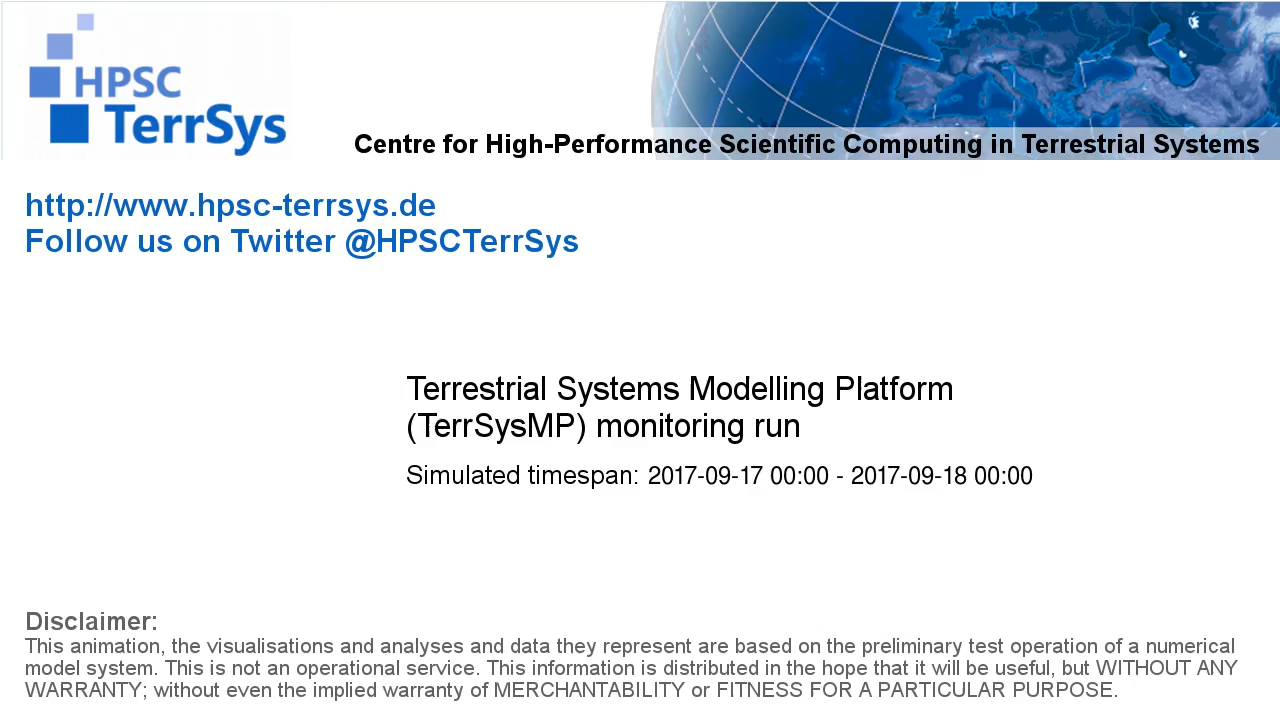 HPSC
TerrSys
Centre for High-Performance Scientific Computing in Terrestrial Systems
http://www.hpsc-terrsys.de
Follow us on Twitter @HPSCTerrSys
Terrestrial Systems Modelling Platform
(TerrSysMP) monitoring run
Simulated timespan: 2017-09-17 00:00 - 2017-09-18 00:00
Disclaimer:
This animation, the visualisations and analyses and data they represent are based on the preliminary test operation of a numerical
model system. This is not an operational service. This information is distributed in the hope that it will be useful, but WITHOUT ANY
WARRANTY; without even the implied warranty of MERCHANTABILITY or FITNESS FOR A PARTICULAR PURPOSE.